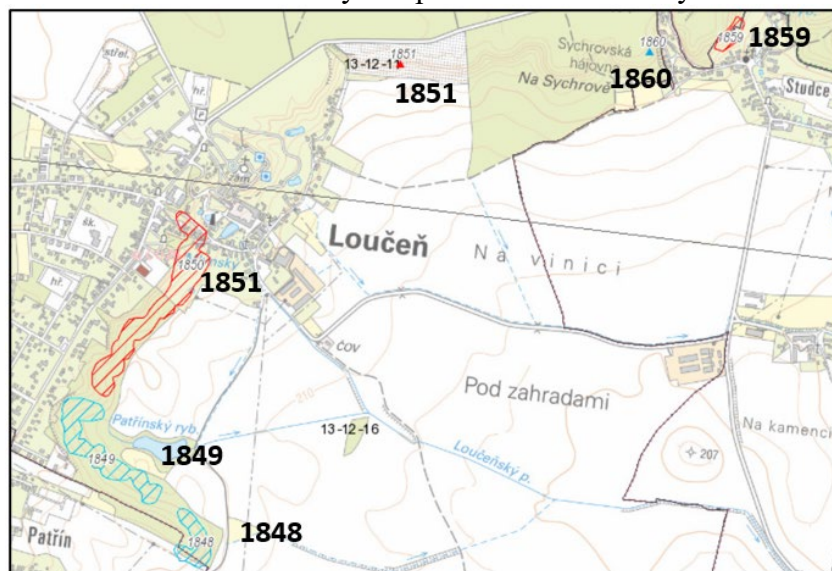 střel.
hř.
1851
13-12-11
1851
Sychrovská
hájovna
1860
Na Sychrově
1860
1859
1859
Studce
zám.
šk.
1850
1851
hř.
Loučeň
Na vinici
ČOV
210
Pod zahradami
Patřínský ryb.
13-12-16
1849
1849
Loučeňský p.
Na kamenci
207
Patřín
1848
1848